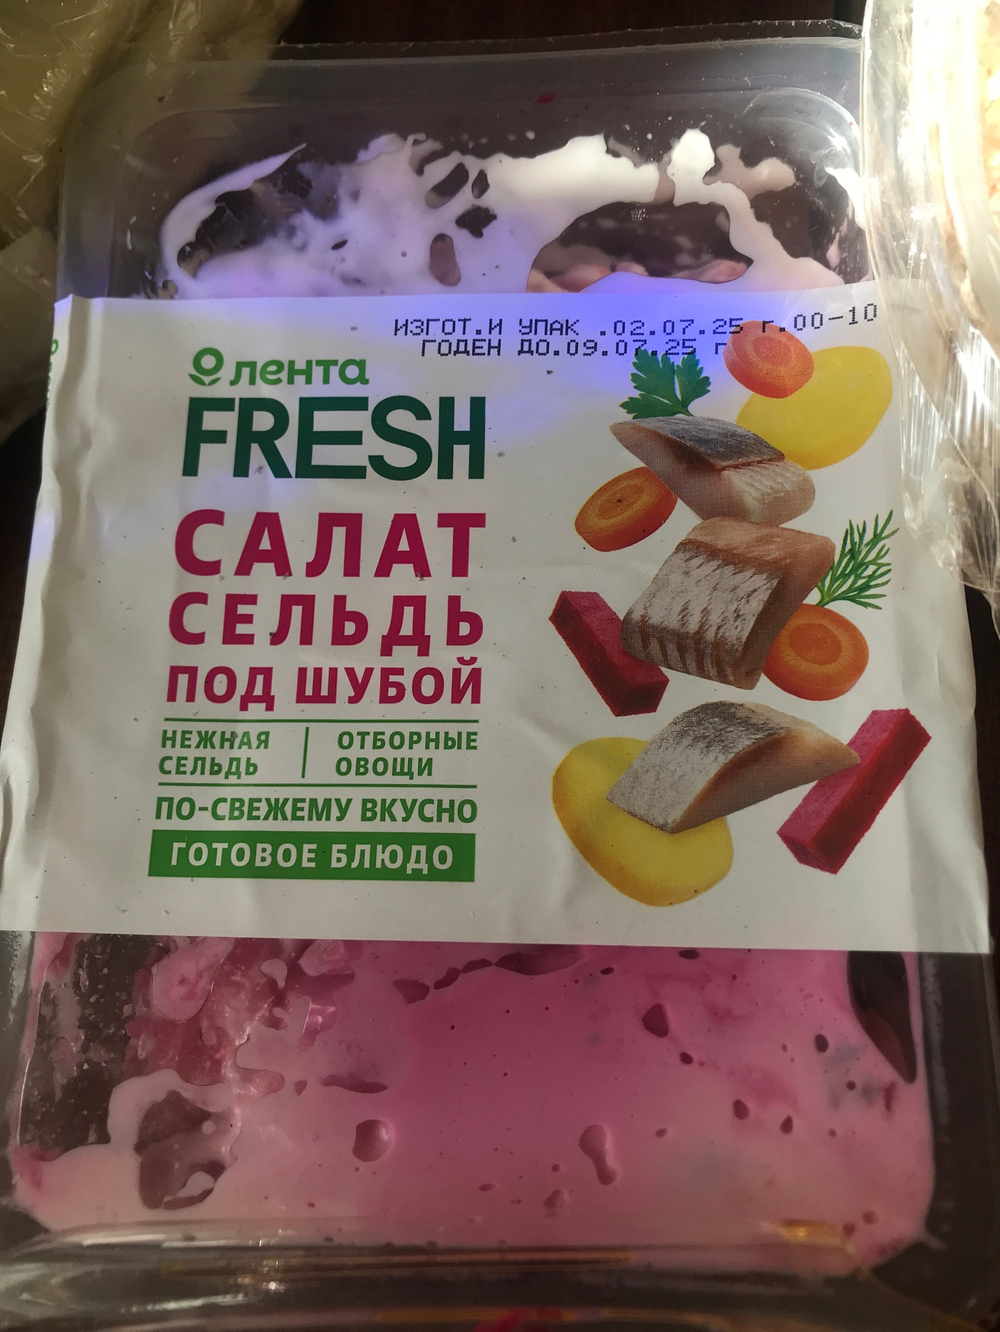 ИЗГОТ.И УПАК .02.07.25 г.00-10
ГОДЕН ДО.09.07.25 г
лента
FRESH
САЛАТ
СЕЛЬДЬ
ПОД ШУБОЙ
НЕЖНАЯ СЕЛЬДЬ
ОТБОРНЫЕ ОВОЩИ
ПО-СВЕЖЕМУ ВКУСНО
ГОТОВОЕ БЛЮДО